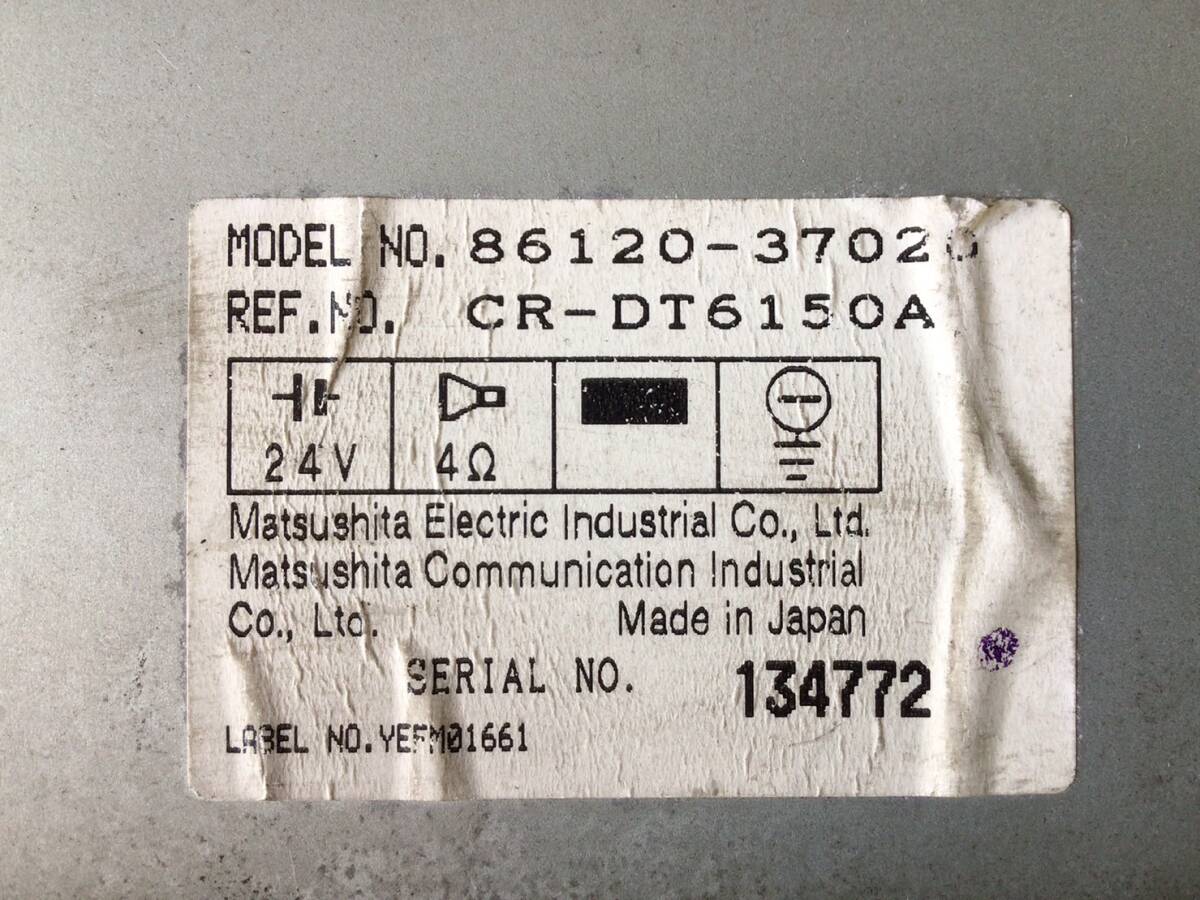 MODEL NO. 86120-37020
REF.NO. CR-DT6150A
24V 4Ω
Matsushita Electric Industrial Co., Ltd.
Matsushita Communication Industrial
Co., Ltd. Made in Japan
SERIAL NO. 134772
LABEL NO.YEFM01661